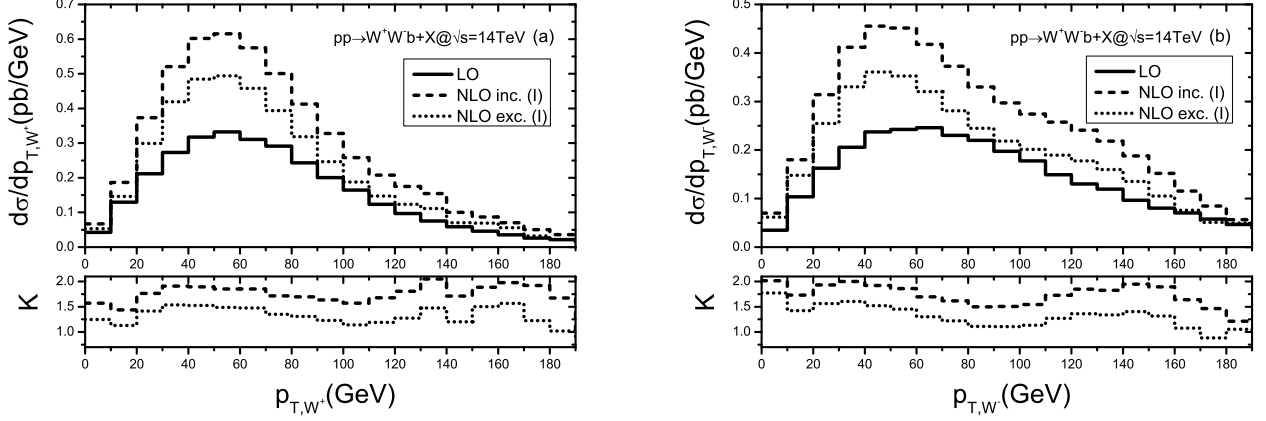 0.7
0.6
0.5
0.4
0.3
0.2
0.1
0.0
dσ/dp_{T,W⁺}(pb/GeV)
pp→W⁺W⁻b+X@√s=14TeV (a)
LO
NLO inc. (I)
NLO exc. (I)
0 20 40 60 80 100 120 140 160 180
2.0
1.5
1.0
K
0 20 40 60 80 100 120 140 160 180
p_{T,W⁺}(GeV)
0.5
0.4
0.3
0.2
0.1
0.0
dσ/dp_{T,W⁻}(pb/GeV)
pp→W⁺W⁻b+X@√s=14TeV (b)
LO
NLO inc. (I)
NLO exc. (I)
0 20 40 60 80 100 120 140 160 180
2.0
1.5
1.0
K
0 20 40 60 80 100 120 140 160 180
p_{T,W⁻}(GeV)